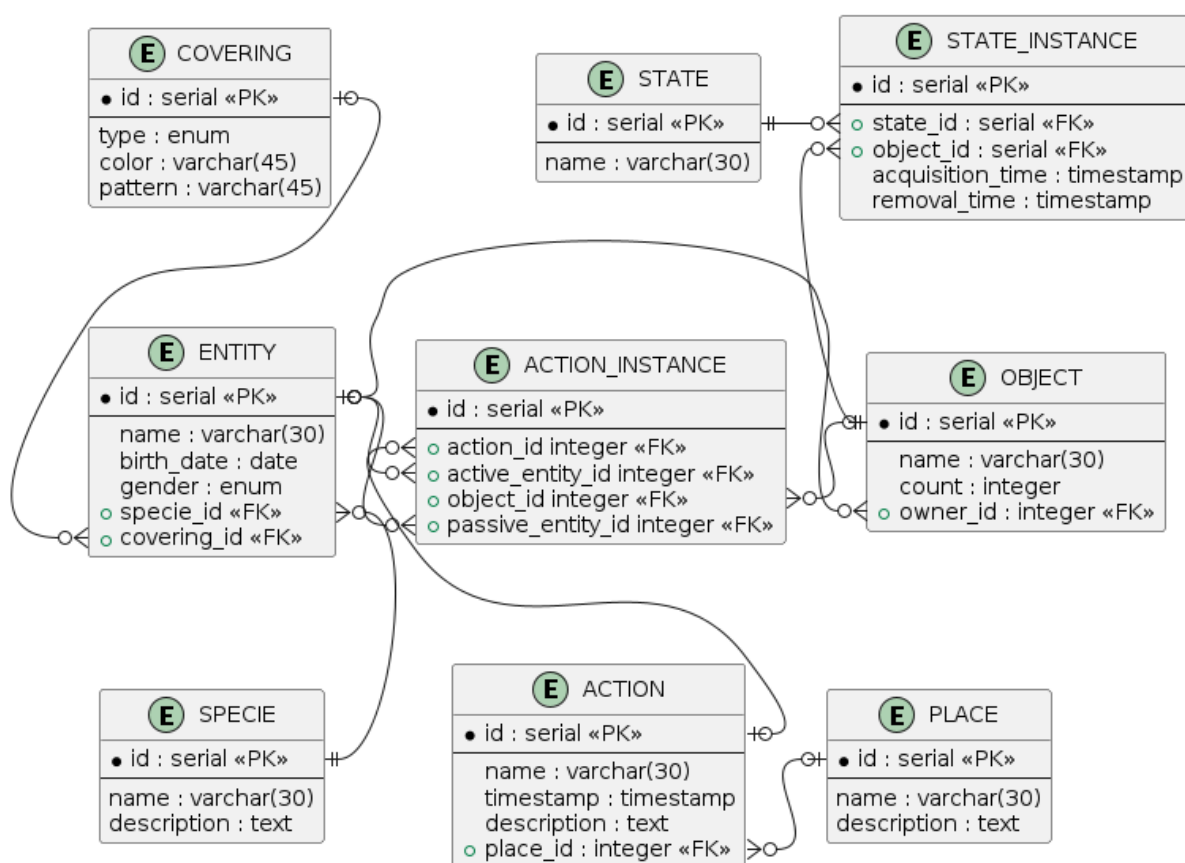 E COVERING
● id : serial «PK»
type : enum
color : varchar(45)
pattern : varchar(45)
E STATE
● id : serial «PK»
name : varchar(30)
E STATE_INSTANCE
● id : serial «PK»
○ state_id : serial «FK»
○ object_id : serial «FK»
acquisition_time : timestamp
removal_time : timestamp
E ENTITY
● id : serial «PK»
name : varchar(30)
birth_date : date
gender : enum
○ specie_id «FK»
○ covering_id «FK»
E ACTION_INSTANCE
● id : serial «PK»
○ action_id integer «FK»
○ active_entity_id integer «FK»
○ object_id integer «FK»
○ passive_entity_id integer «FK»
E OBJECT
● id : serial «PK»
name : varchar(30)
count : integer
○ owner_id : integer «FK»
E SPECIE
● id : serial «PK»
name : varchar(30)
description : text
E ACTION
● id : serial «PK»
name : varchar(30)
timestamp : timestamp
description : text
○ place_id : integer «FK»
E PLACE
● id : serial «PK»
name : varchar(30)
description : text